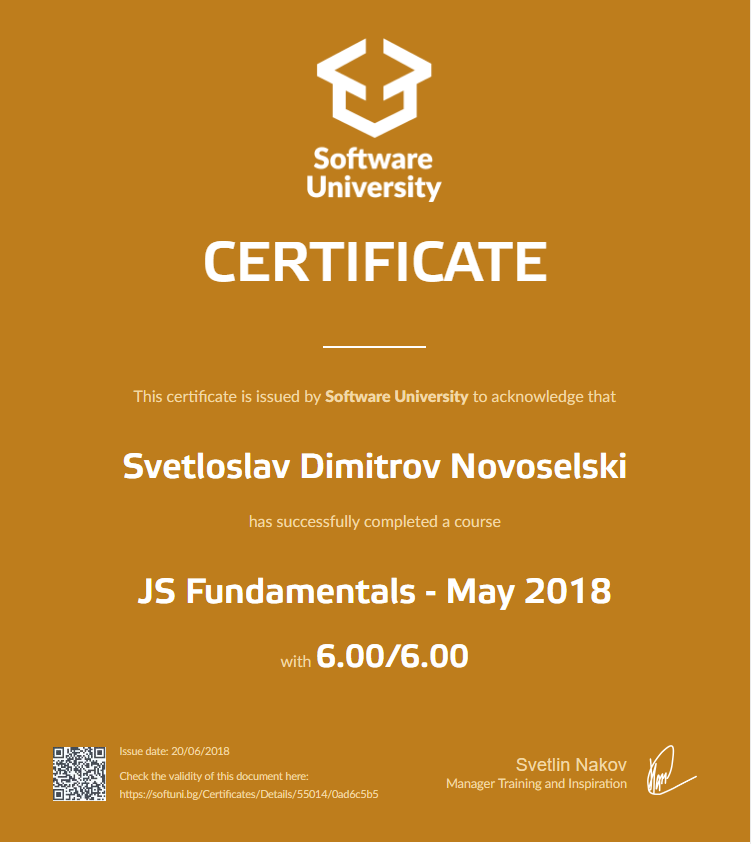 Software
University
CERTIFICATE
This certificate is issued by Software University to acknowledge that
Svetloslav Dimitrov Novoselski
has successfully completed a course
JS Fundamentals - May 2018
with 6.00/6.00
Issue date: 20/06/2018
Check the validity of this document here:
https://softuni.bg/Certificates/Details/55014/0ad6c5b5
Svetlin Nakov
Manager Training and Inspiration